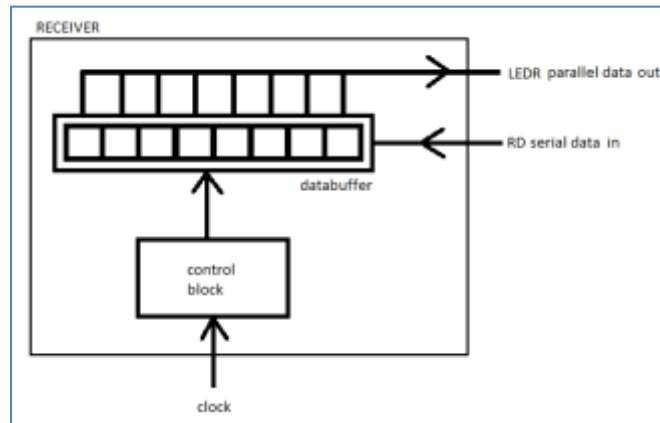 RECEIVER
LEDR parallel data out
RD serial data in
databuffer
control
block
clock